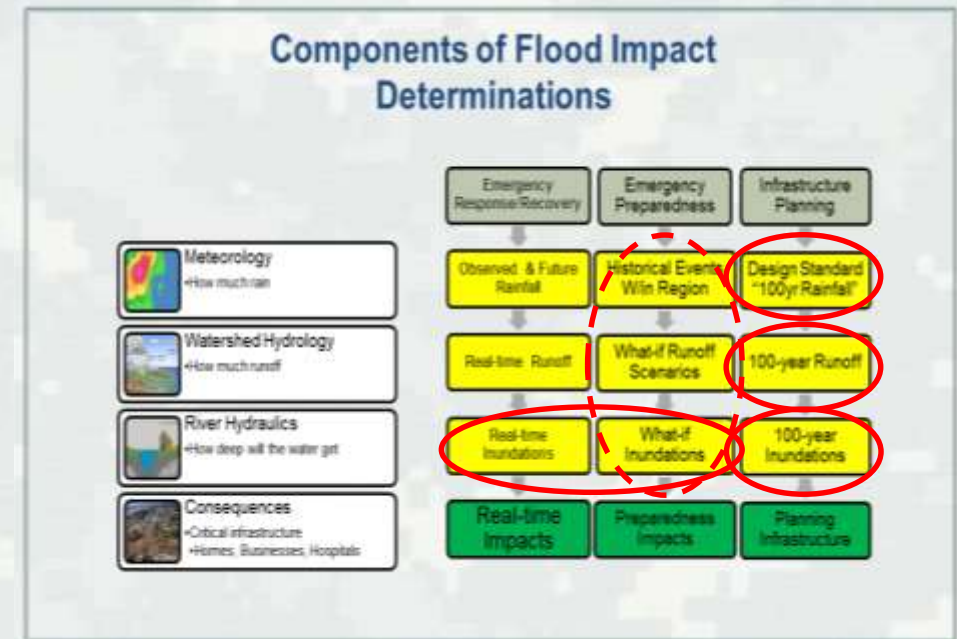 Components of Flood Impact
Determinations
Emergency
Response/Recovery
Emergency
Preparedness
Infrastructure
Planning
Meteorology
•How much rain
Observed & Future
Rainfall
Historical Events
W/in Region
Design Standard
"100yr Rainfall"
Watershed Hydrology
•How much runoff
Real-time Runoff
What-if Runoff
Scenarios
100-year Runoff
River Hydraulics
•How deep will the water get
Real-time
Inundations
What-if
Inundations
100-year
Inundations
Consequences
•Critical infrastructure
•Homes, Businesses, Hospitals
Real-time
Impacts
Preparedness
Impacts
Planning
Infrastructure